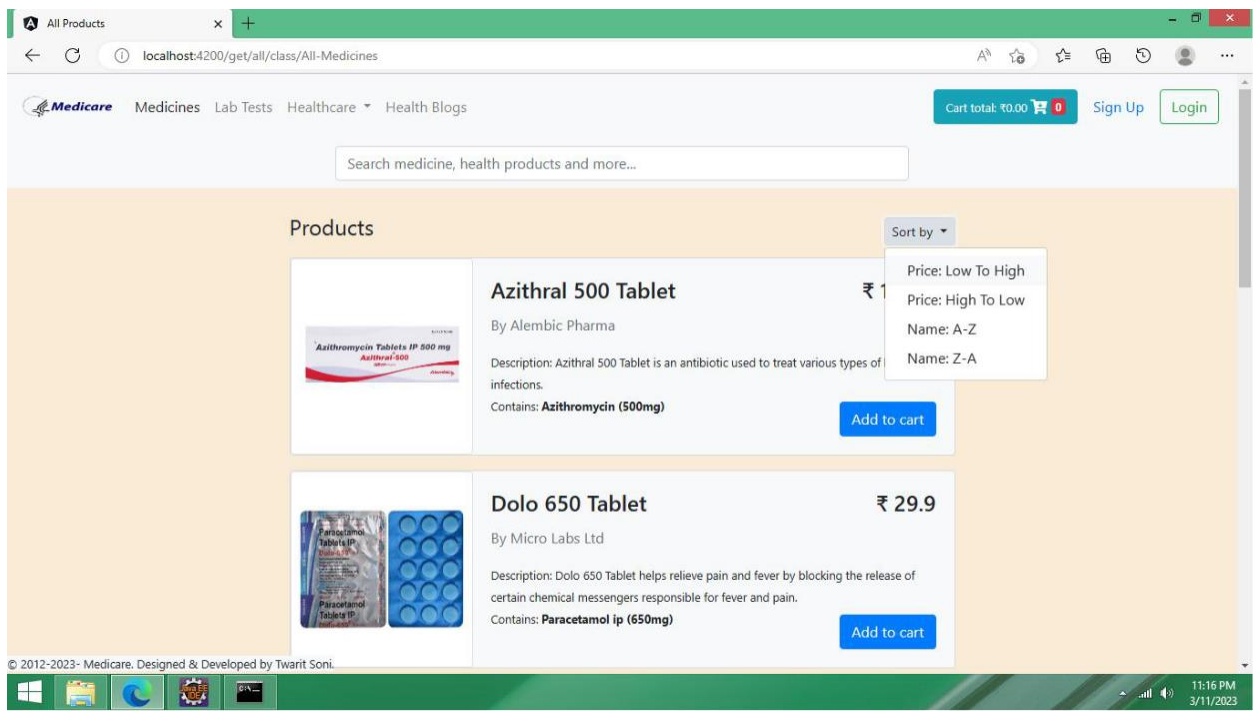 All Products
localhost:4200/get/all/class/All-Medicines
Medicare Medicines Lab Tests Healthcare Health Blogs Cart total: ₹0.00 0 Sign Up Login
Search medicine, health products and more...
Products Sort by
Price: Low To High
Price: High To Low
Name: A-Z
Name: Z-A
Azithral 500 Tablet ₹ 1
By Alembic Pharma
Azithromycin Tablets IP 500 mg
Azithral-500
Alembic
Description: Azithral 500 Tablet is an antibiotic used to treat various types of
infections.
Contains: Azithromycin (500mg)
Add to cart
Dolo 650 Tablet ₹ 29.9
By Micro Labs Ltd
Paracetamol
Tablets IP
Paracetamol
Tablets IP
Description: Dolo 650 Tablet helps relieve pain and fever by blocking the release of
certain chemical messengers responsible for fever and pain.
Contains: Paracetamol ip (650mg)
Add to cart
© 2012-2023- Medicare. Designed & Developed by Twarit Soni.
Java EE
IDE
11:16 PM
3/11/2023